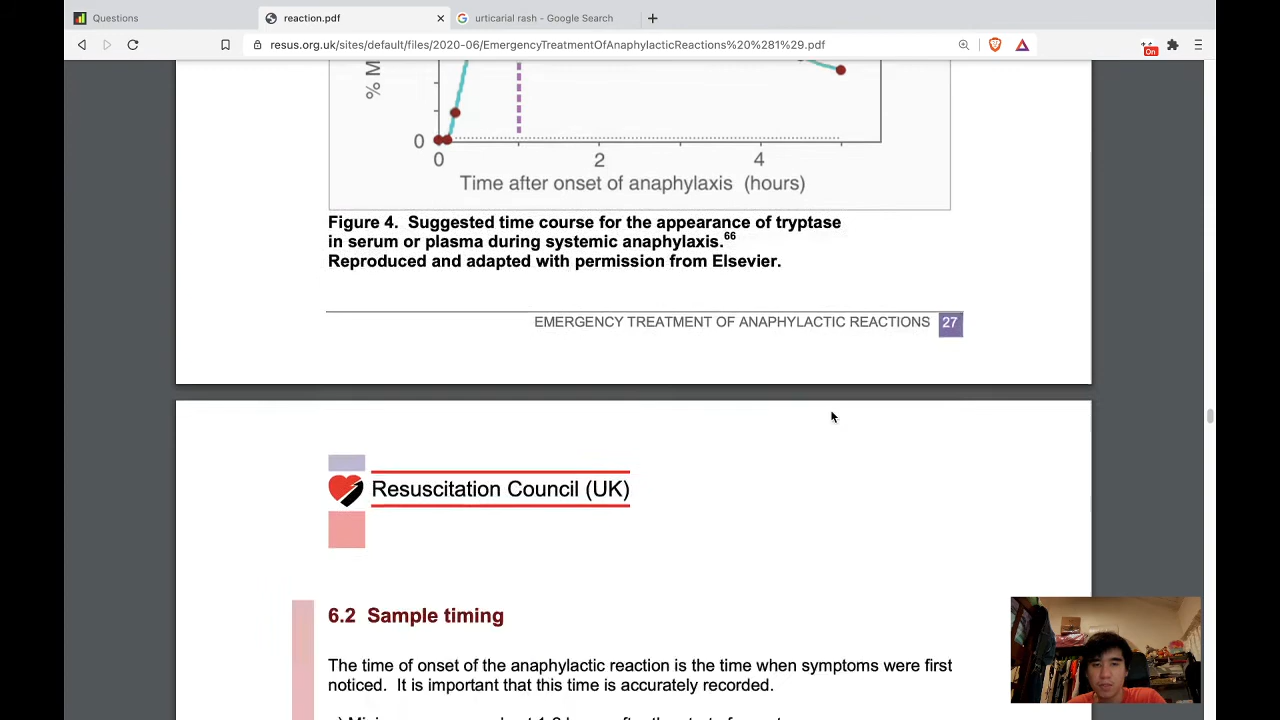 Questions
reaction.pdf
urticarial rash - Google Search
resus.org.uk/sites/default/files/2020-06/EmergencyTreatmentOfAnaphylacticReactions%20%281%29.pdf
On
% M
0
0 2 4
Time after onset of anaphylaxis (hours)
Figure 4. Suggested time course for the appearance of tryptase
in serum or plasma during systemic anaphylaxis.66
Reproduced and adapted with permission from Elsevier.
EMERGENCY TREATMENT OF ANAPHYLACTIC REACTIONS 27
Resuscitation Council (UK)
6.2 Sample timing
The time of onset of the anaphylactic reaction is the time when symptoms were first
noticed. It is important that this time is accurately recorded.